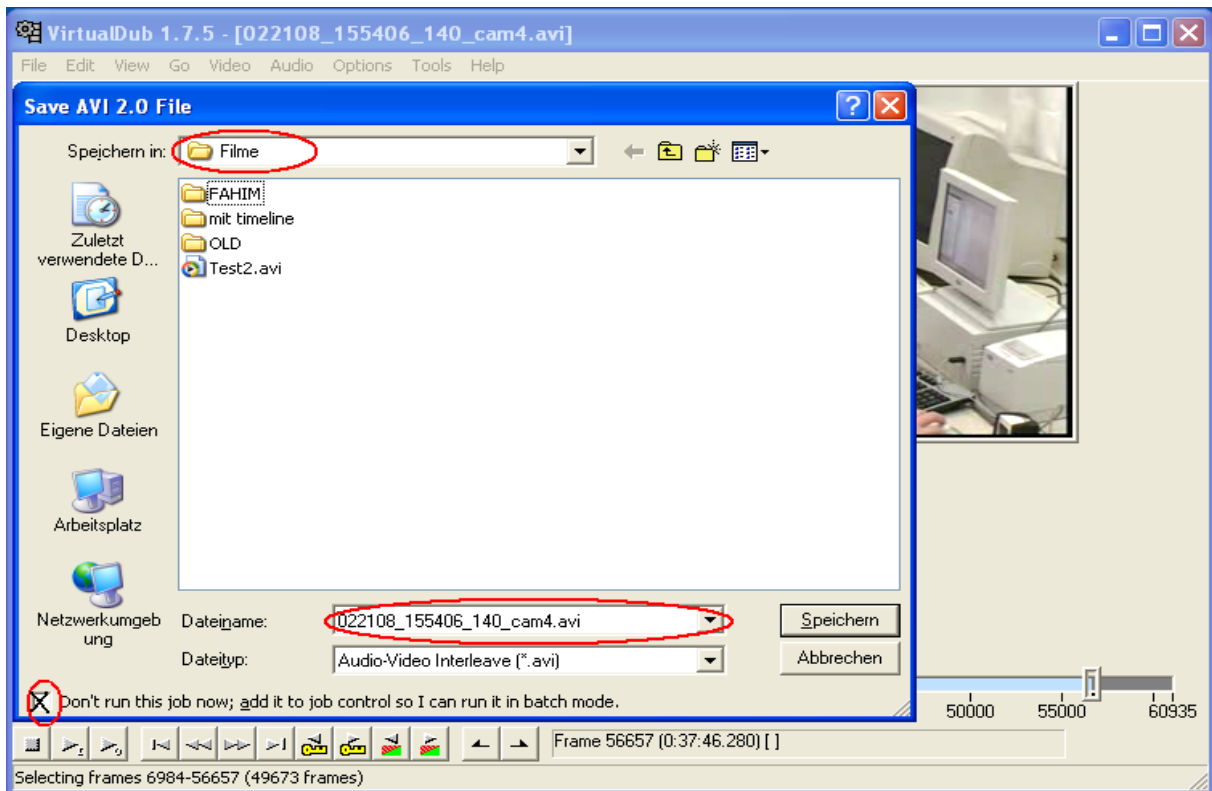 VirtualDub 1.7.5 - [022108_155406_140_cam4.avi]
File Edit View Go Video Audio Options Tools Help
Save AVI 2.0 File
Speichern in: Filme
FAHIM
mit timeline
OLD
Test2.avi
Zuletzt
verwendete D...
Desktop
Eigene Dateien
Arbeitsplatz
Netzwerkumgeb
ung
Dateiname: 022108_155406_140_cam4.avi Speichern
Dateityp: Audio-Video Interleave (*.avi) Abbrechen
Don't run this job now; add it to job control so I can run it in batch mode.
50000 55000 60935
Frame 56657 (0:37:46.280) [ ]
Selecting frames 6984-56657 (49673 frames)